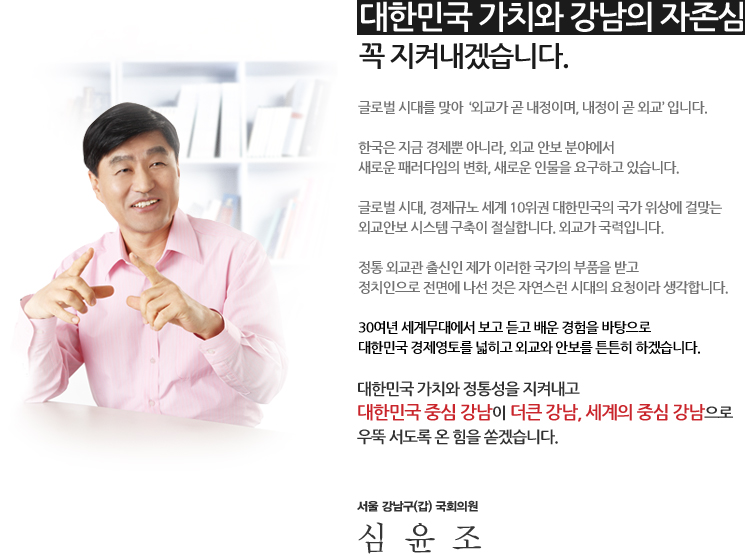 대한민국 가치와 강남의 자존심
꼭 지켜내겠습니다.
글로벌 시대를 맞아 ‘외교가 곧 내정이며, 내정이 곧 외교’ 입니다.
한국은 지금 경제뿐 아니라, 외교 안보 분야에서
새로운 패러다임의 변화, 새로운 인물을 요구하고 있습니다.
글로벌 시대, 경제규노 세계 10위권 대한민국의 국가 위상에 걸맞는
외교안보 시스템 구축이 절실합니다. 외교가 국력입니다.
정통 외교관 출신인 제가 이러한 국가의 부픔을 받고
정치인으로 전면에 나선 것은 자연스런 시대의 요청이라 생각합니다.
30여년 세계무대에서 보고 듣고 배운 경험을 바탕으로
대한민국 경제영토를 넓히고 외교와 안보를 튼튼히 하겠습니다.
대한민국 가치와 정통성을 지켜내고
대한민국 중심 강남이 더큰 강남, 세계의 중심 강남으로
우뚝 서도록 온 힘을 쏟겠습니다.
서울 강남구(갑) 국회의원
심 윤 조